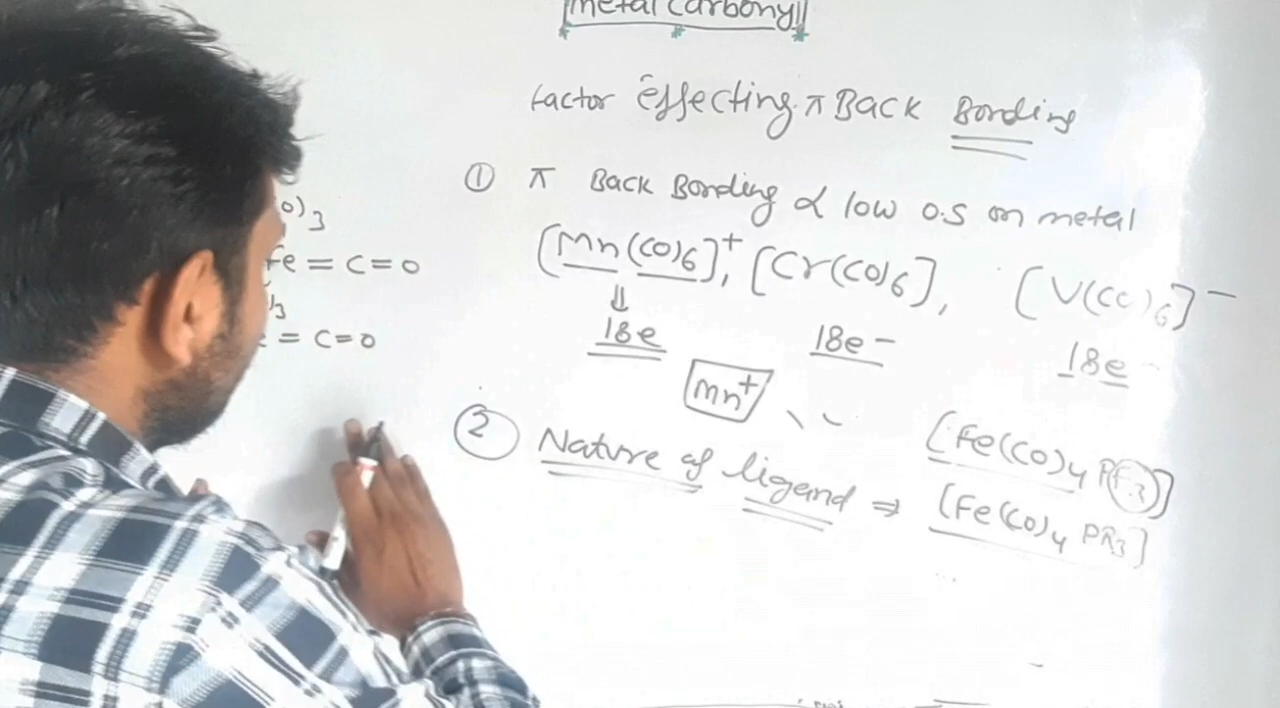 Metal Carbonyl
Factor Effecting π Back Bonding
① π Back Bonding α low O.S on metal
[Mn(CO)6]+, [Cr(CO)6], [V(CO)6]−
⇓
18e 18e− 18e−
Mn+
② Nature of ligand ⇒ [Fe(CO)4 PF3]
[Fe(CO)4 PR3]
O)3
Fe = C = O
)3
= C = O